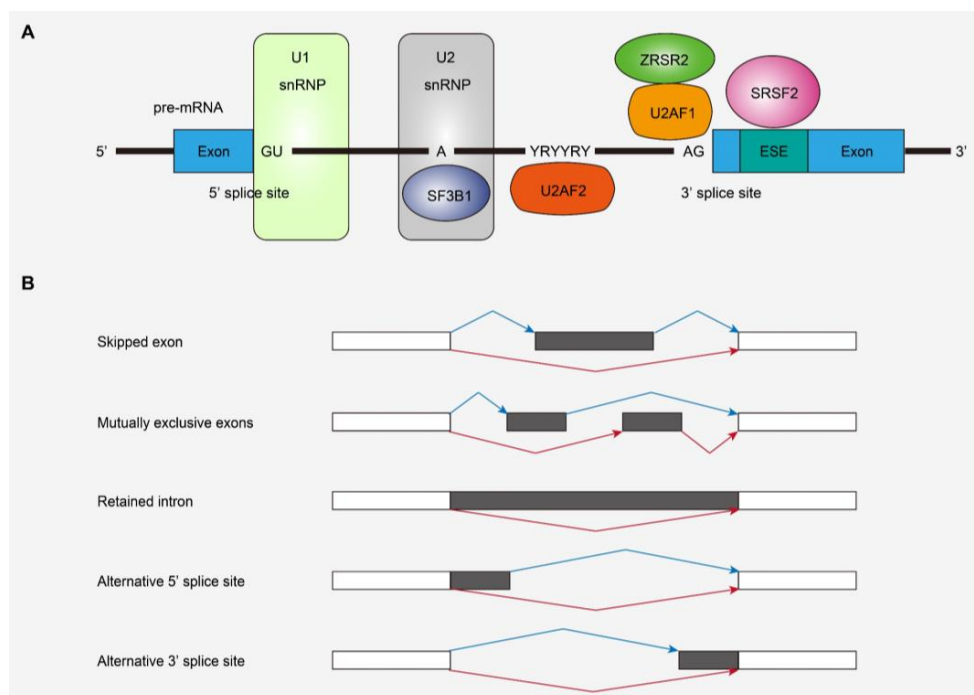 A
U1
snRNP
U2
snRNP
ZRSR2
U2AF1
SRSF2
pre-mRNA
5’ Exon GU A YRYYRY AG ESE Exon 3’
5’ splice site
SF3B1
U2AF2
3’ splice site
B
Skipped exon
Mutually exclusive exons
Retained intron
Alternative 5’ splice site
Alternative 3’ splice site